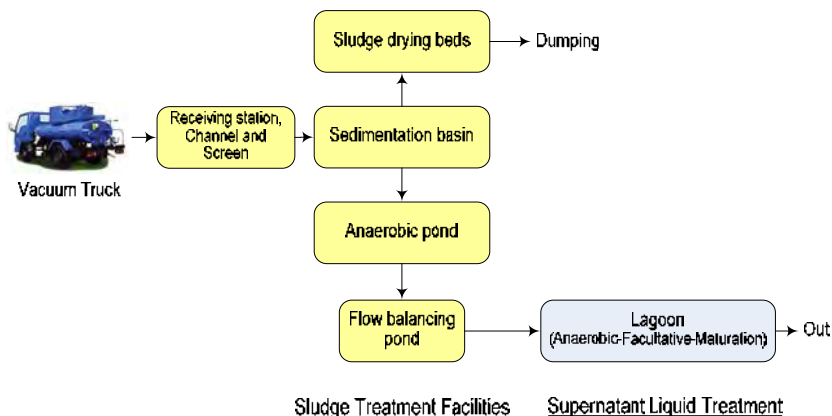 Sludge drying beds
Dumping
Vacuum Truck
Receiving station,
Channel and
Screen
Sedimentation basin
Anaerobic pond
Flow balancing
pond
Lagoon
(Anaerobic-Facultative-Maturation)
Out
Sludge Treatment Facilities
Supernatant Liquid Treatment